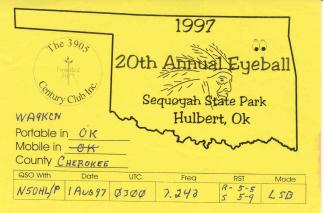 1997
The 3905
Century Club Inc.
20th Annual Eyeball
Sequoyah State Park
Hulbert, Ok
WA9KCN
Portable in OK
Mobile in OK
County CHEROKEE
QSO With Date UTC Freq RST Mode
N5OHL/P 1AUG97 0300 7.242 R- 5-5 LSB
S 5-9